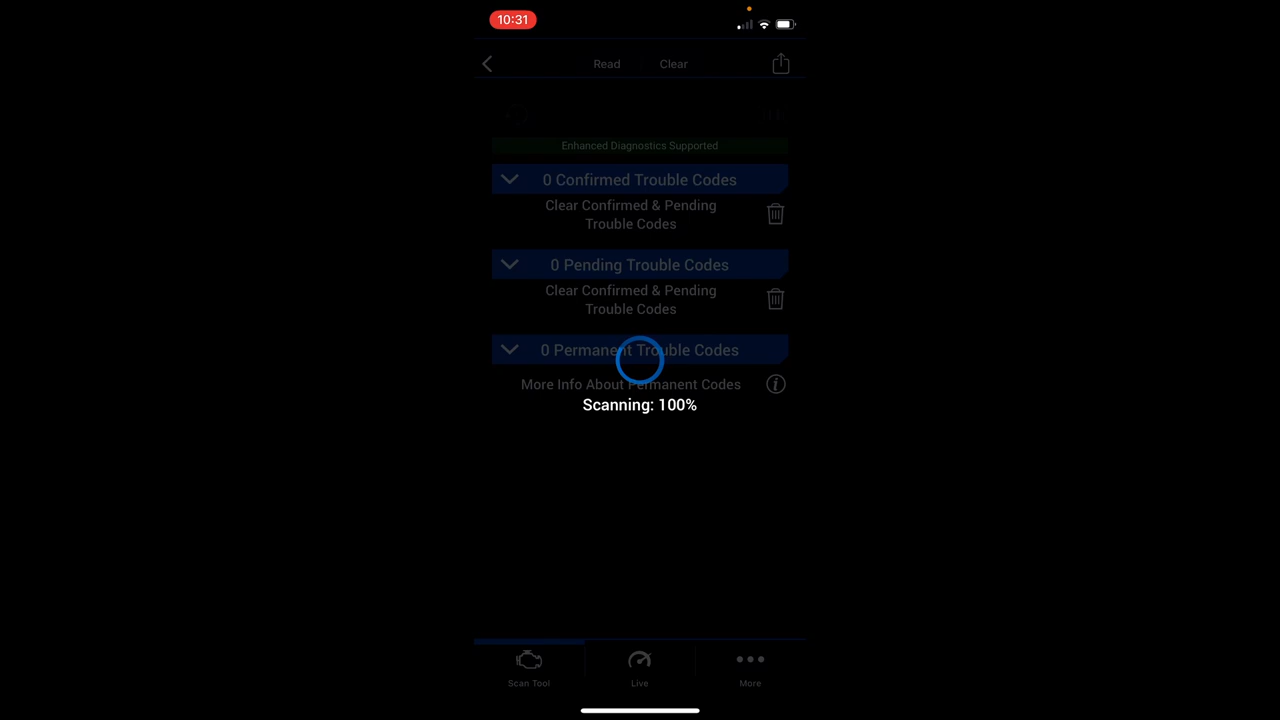 10:31
Read Clear
Enhanced Diagnostics Supported
0 Confirmed Trouble Codes
Clear Confirmed & Pending
Trouble Codes
0 Pending Trouble Codes
Clear Confirmed & Pending
Trouble Codes
0 Permanent Trouble Codes
More Info About Permanent Codes
Scanning: 100%
Scan Tool Live More